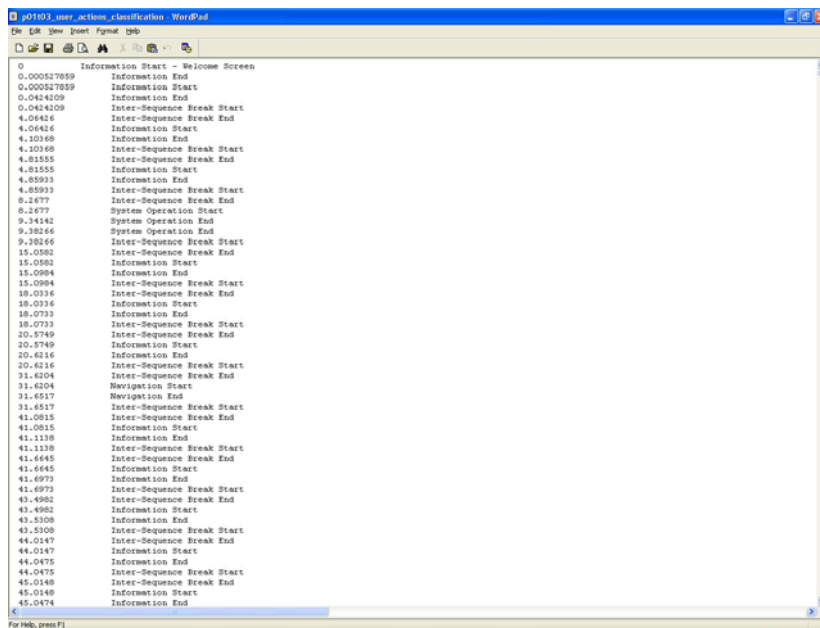 p01t03_user_actions_classification - WordPad
File Edit View Insert Format Help
0 Information Start - Welcome Screen
0.000527859 Information End
0.000527859 Information Start
0.0424209 Information End
0.0424209 Inter-Sequence Break Start
4.06426 Inter-Sequence Break End
4.06426 Information Start
4.10368 Information End
4.10368 Inter-Sequence Break Start
4.81555 Inter-Sequence Break End
4.81555 Information Start
4.85933 Information End
4.85933 Inter-Sequence Break Start
8.2677 Inter-Sequence Break End
8.2677 System Operation Start
9.34142 System Operation End
9.38266 System Operation End
9.38266 Inter-Sequence Break Start
15.0582 Inter-Sequence Break End
15.0582 Information Start
15.0984 Information End
15.0984 Inter-Sequence Break Start
18.0336 Inter-Sequence Break End
18.0336 Information Start
18.0733 Information End
18.0733 Inter-Sequence Break Start
20.5749 Inter-Sequence Break End
20.5749 Information Start
20.6216 Information End
20.6216 Inter-Sequence Break Start
31.6204 Inter-Sequence Break End
31.6204 Navigation Start
31.6517 Navigation End
31.6517 Inter-Sequence Break Start
41.0815 Inter-Sequence Break End
41.0815 Information Start
41.1138 Information End
41.1138 Inter-Sequence Break Start
41.6645 Inter-Sequence Break End
41.6645 Information Start
41.6973 Information End
41.6973 Inter-Sequence Break Start
43.4982 Inter-Sequence Break End
43.4982 Information Start
43.5308 Information End
43.5308 Inter-Sequence Break Start
44.0147 Inter-Sequence Break End
44.0147 Information Start
44.0475 Information End
44.0475 Inter-Sequence Break Start
45.0148 Inter-Sequence Break End
45.0148 Information Start
45.0474 Information End
For Help, press F1